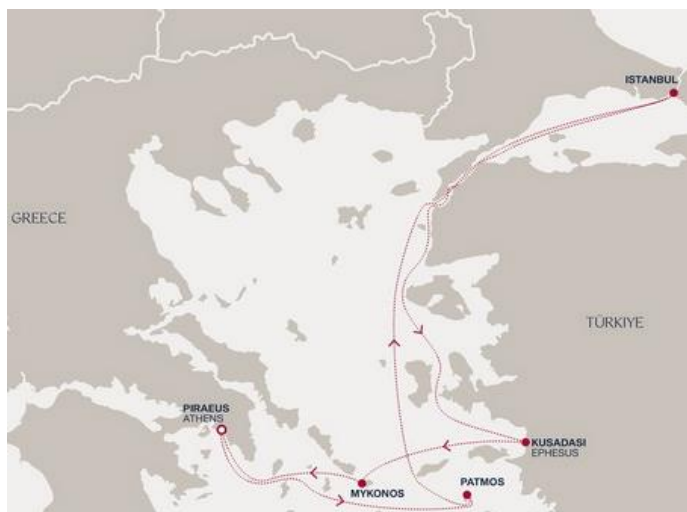 ISTANBUL
GREECE
TÜRKIYE
PIRAEUS
ATHENS
KUSADASI
EPHESUS
MYKONOS
PATMOS